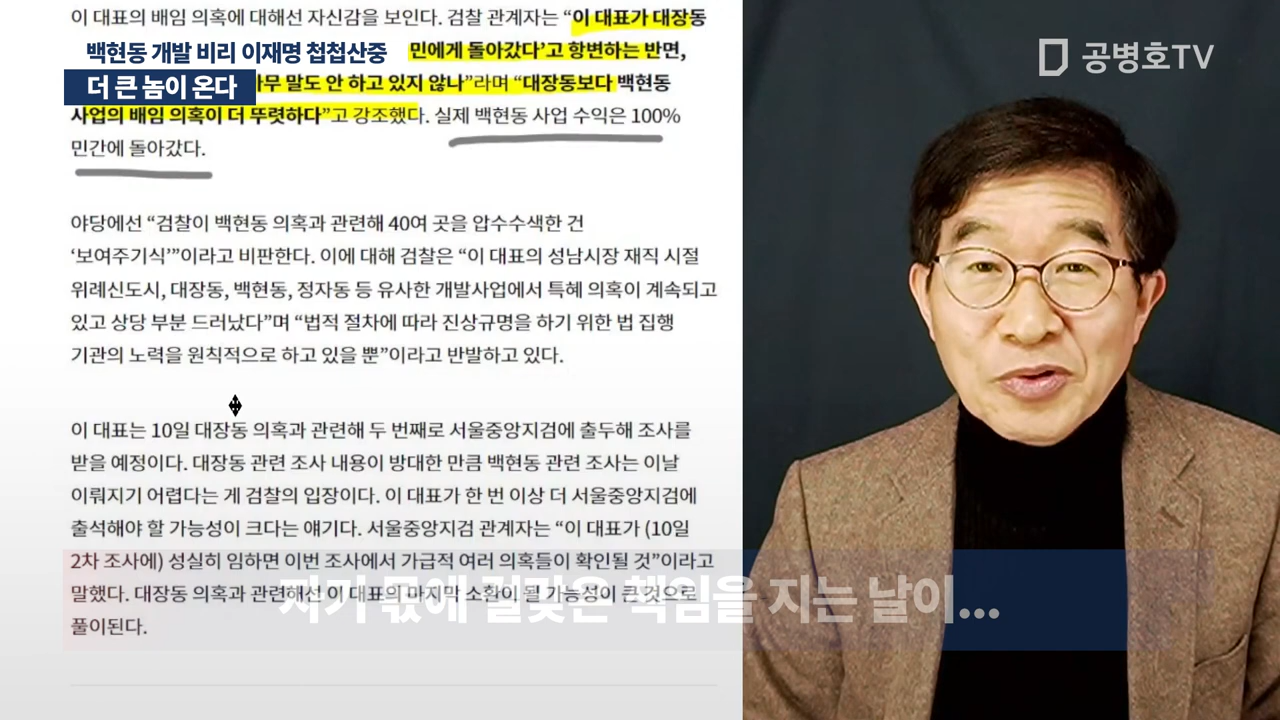 이 대표의 배임 의혹에 대해선 자신감을 보인다. 검찰 관계자는 “이 대표가 대장동
백현동 개발 비리 이재명 첩첩산중
민에게 돌아갔다’고 항변하는 반면,
공병호TV
더 큰 놈이 온다
무 말도 안 하고 있지 않나”라며 “대장동보다 백현동
사업의 배임 의혹이 더 뚜렷하다”고 강조했다. 실제 백현동 사업 수익은 100%
민간에 돌아갔다.
야당에선 “검찰이 백현동 의혹과 관련해 40여 곳을 압수수색한 건
‘보여주기식’”이라고 비판한다. 이에 대해 검찰은 “이 대표의 성남시장 재직 시절
위례신도시, 대장동, 백현동, 정자동 등 유사한 개발사업에서 특혜 의혹이 계속되고
있고 상당 부분 드러났다”며 “법적 절차에 따라 진상규명을 하기 위한 법 집행
기관의 노력을 원칙적으로 하고 있을 뿐”이라고 반발하고 있다.
이 대표는 10일 대장동 의혹과 관련해 두 번째로 서울중앙지검에 출두해 조사를
받을 예정이다. 대장동 관련 조사 내용이 방대한 만큼 백현동 관련 조사는 이날
이뤄지기 어렵다는 게 검찰의 입장이다. 이 대표가 한 번 이상 더 서울중앙지검에
출석해야 할 가능성이 크다는 얘기다. 서울중앙지검 관계자는 “이 대표가 (10일
2차 조사에) 성실히 임하면 이번 조사에서 가급적 여러 의혹들이 확인될 것”이라고
말했다. 대장동 의혹과 관련해선 이 대표의 마지막 소환이 될 가능성이 큰 것으로
자기 몫에 걸맞은 책임을 지는 날이...
풀이된다.